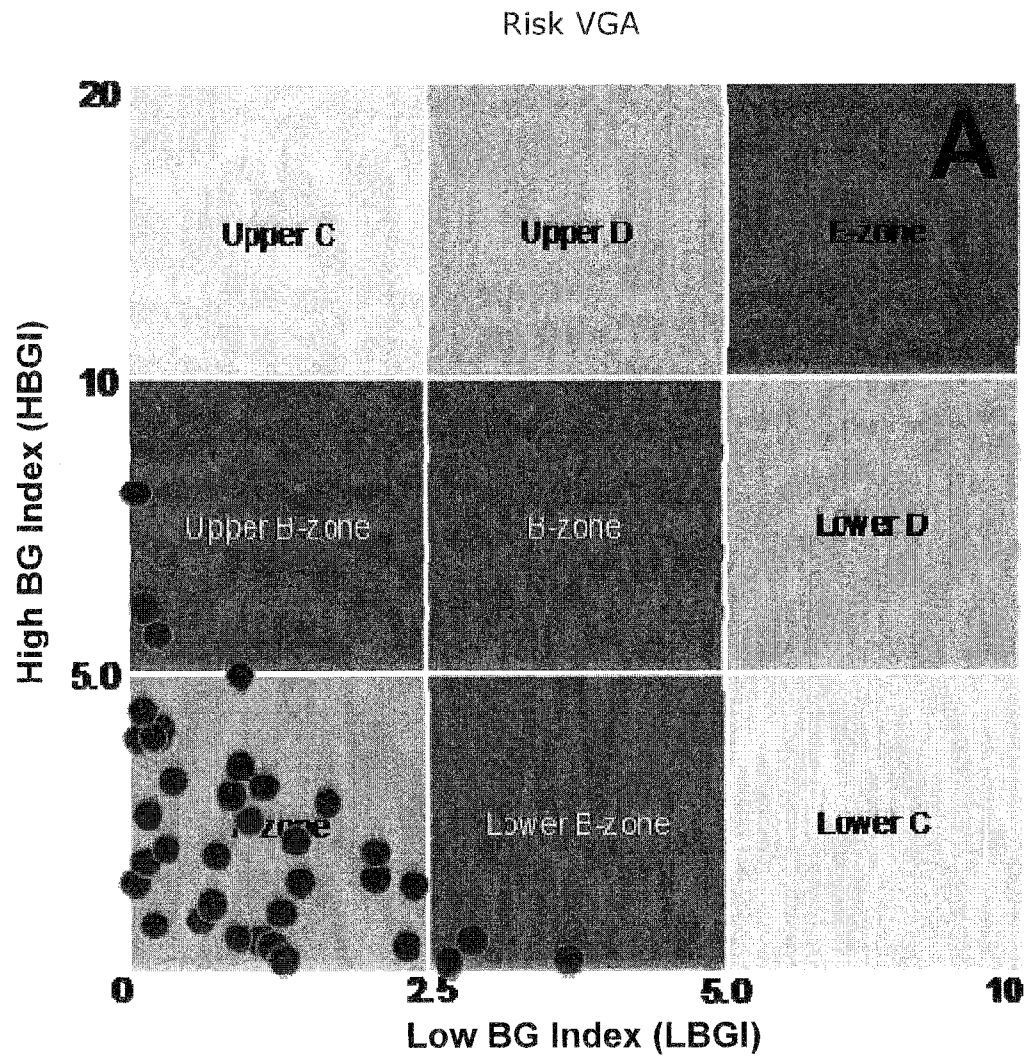 Risk VGA
20
A
Upper C
Upper D
E-zone
High BG Index (HBGI)
10
Upper B-zone
B-zone
Lower D
5.0
zone
Lower B-zone
Lower C
0
2.5
5.0
10
Low BG Index (LBGI)